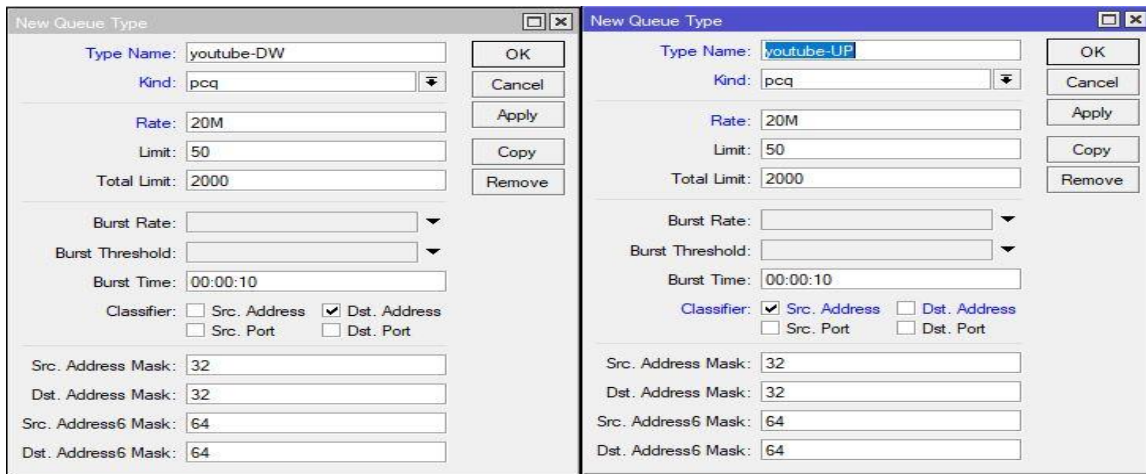 New Queue Type
Type Name: youtube-DW
OK
Kind: pcq
Cancel
Rate: 20M
Apply
Limit: 50
Copy
Total Limit: 2000
Remove
Burst Rate:
Burst Threshold:
Burst Time: 00:00:10
Classifier: Src. Address Dst. Address
Src. Port Dst. Port
Src. Address Mask: 32
Dst. Address Mask: 32
Src. Address6 Mask: 64
Dst. Address6 Mask: 64
New Queue Type
Type Name: youtube-UP
OK
Kind: pcq
Cancel
Rate: 20M
Apply
Limit: 50
Copy
Total Limit: 2000
Remove
Burst Rate:
Burst Threshold:
Burst Time: 00:00:10
Classifier: Src. Address Dst. Address
Src. Port Dst. Port
Src. Address Mask: 32
Dst. Address Mask: 32
Src. Address6 Mask: 64
Dst. Address6 Mask: 64